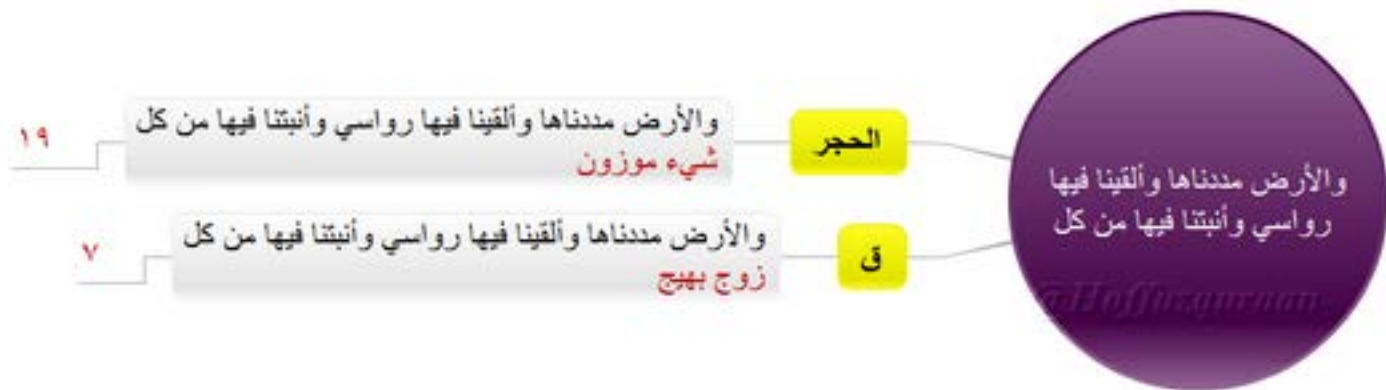 والأرض مددناها وألقينا فيها
رواسي وأنبتنا فيها من كل
@Hoffazquraan
الحجر
والأرض مددناها وألقينا فيها رواسي وأنبتنا فيها من كل
شيء موزون
١٩
ق
والأرض مددناها وألقينا فيها رواسي وأنبتنا فيها من كل
زوج بهيج
٧